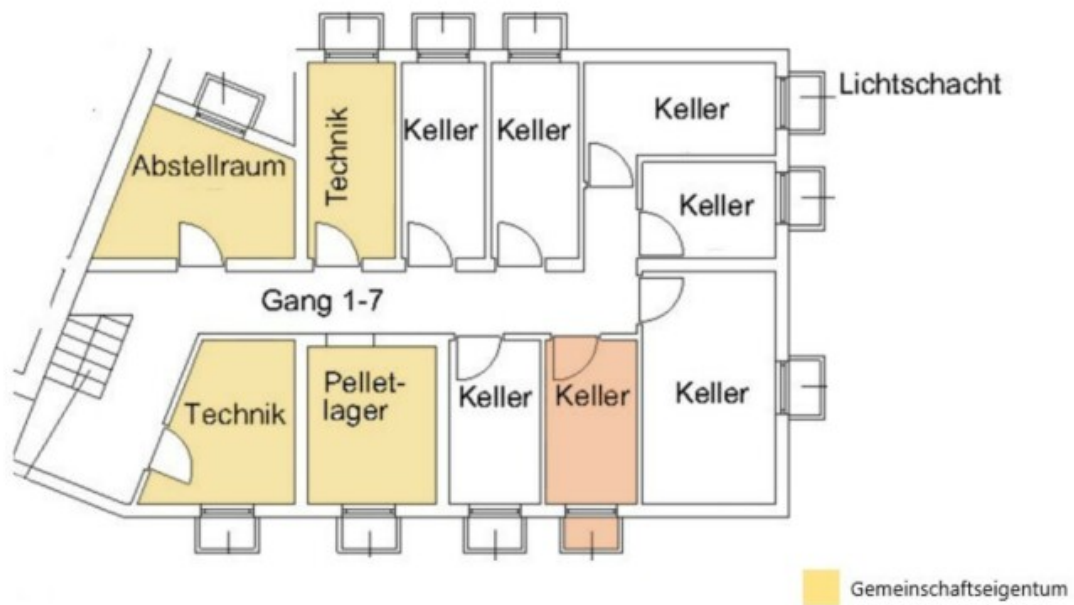 Lichtschacht
Keller
Technik
Keller
Keller
Abstellraum
Keller
Gang 1-7
Pellet-
lager
Technik
Keller
Keller
Keller
Gemeinschaftseigentum